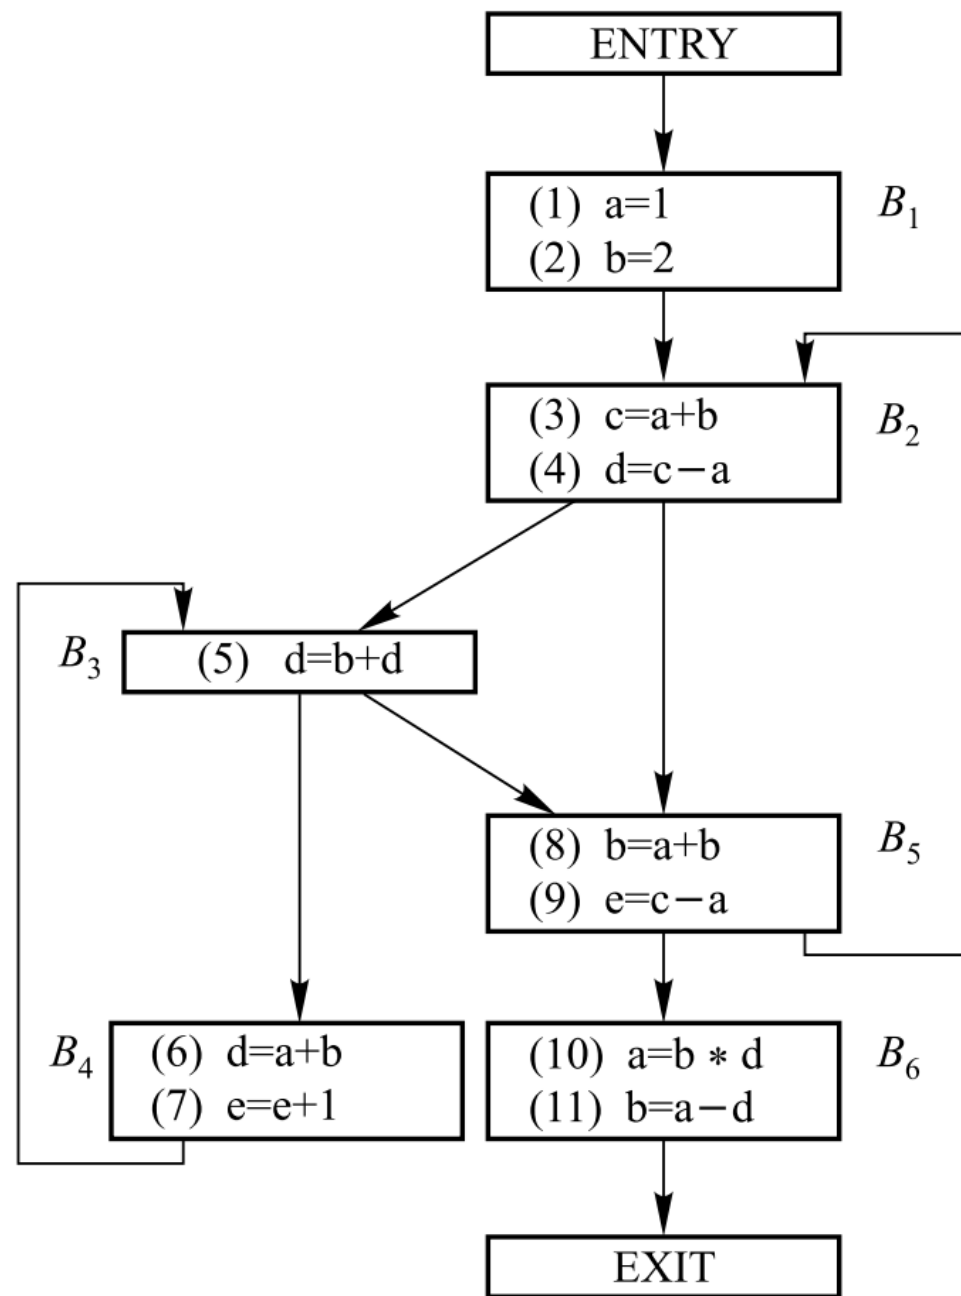 ENTRY
(1) a=1
(2) b=2
B1
(3) c=a+b
(4) d=c−a
B2
B3
(5) d=b+d
(8) b=a+b
(9) e=c−a
B5
B4
(6) d=a+b
(7) e=e+1
(10) a=b * d
(11) b=a−d
B6
EXIT